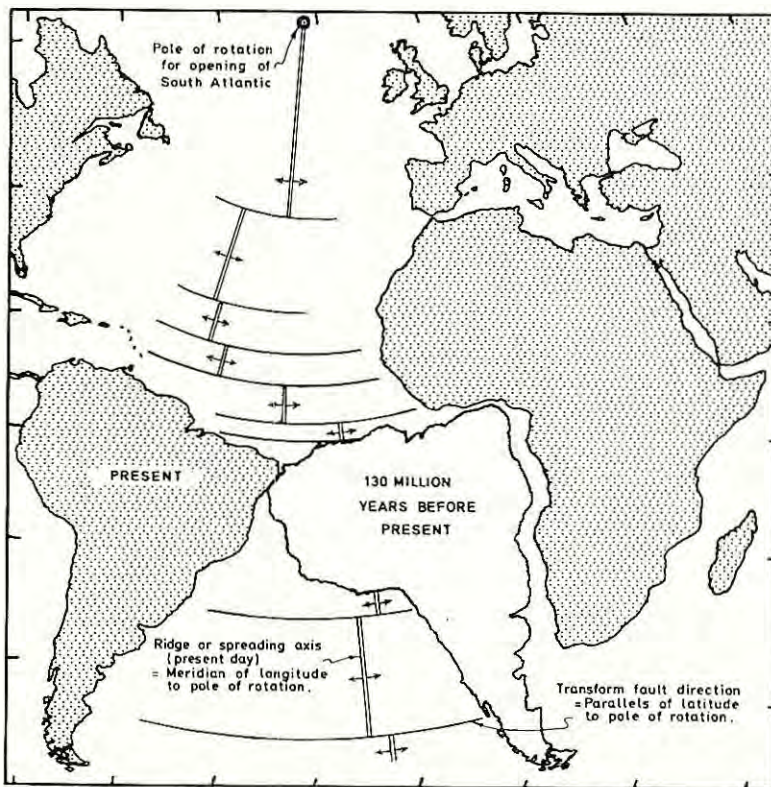 Pole of rotation
for opening of
South Atlantic
PRESENT
130 MILLION
YEARS BEFORE
PRESENT
Ridge or spreading axis
(present day)
= Meridian of langitude
to pole of rotation.
Transform fault direction
=Parallels of latitude
to pole of rotation.